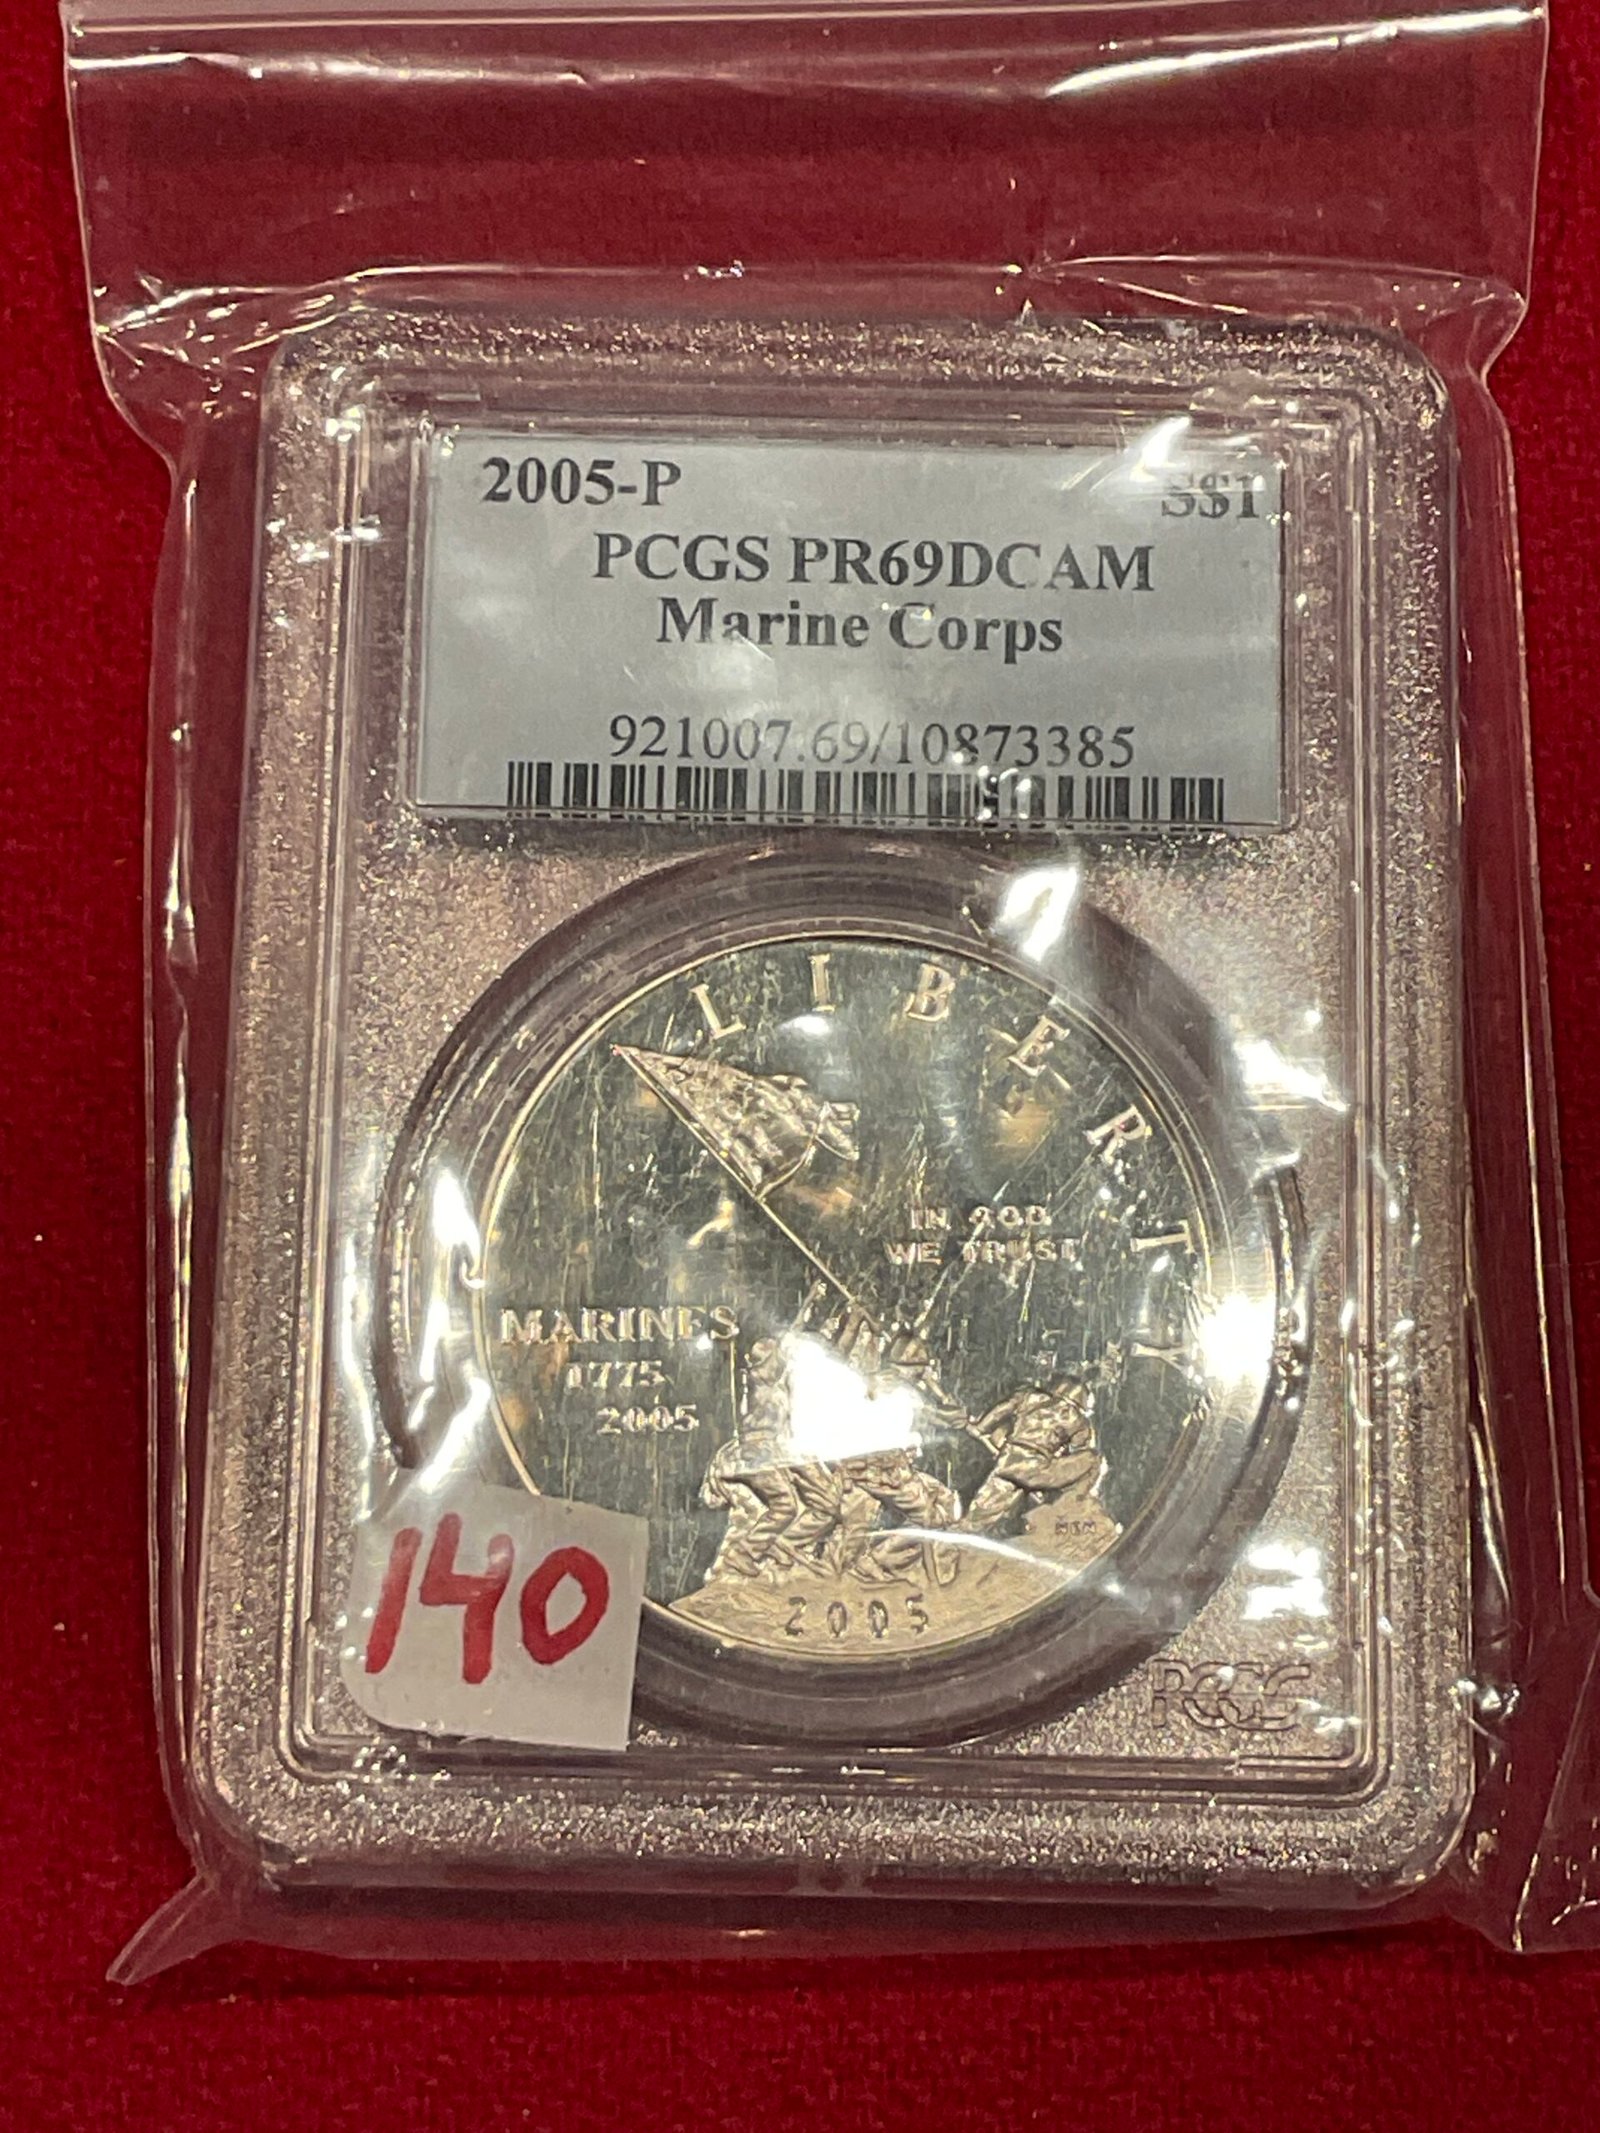 2005-P S$1
PCGS PR69DCAM
Marine Corps
921007.69/10873385
LIBERTY
IN GOD
WE TRUST
MARINES
1775
2005
2005
140
PCGS